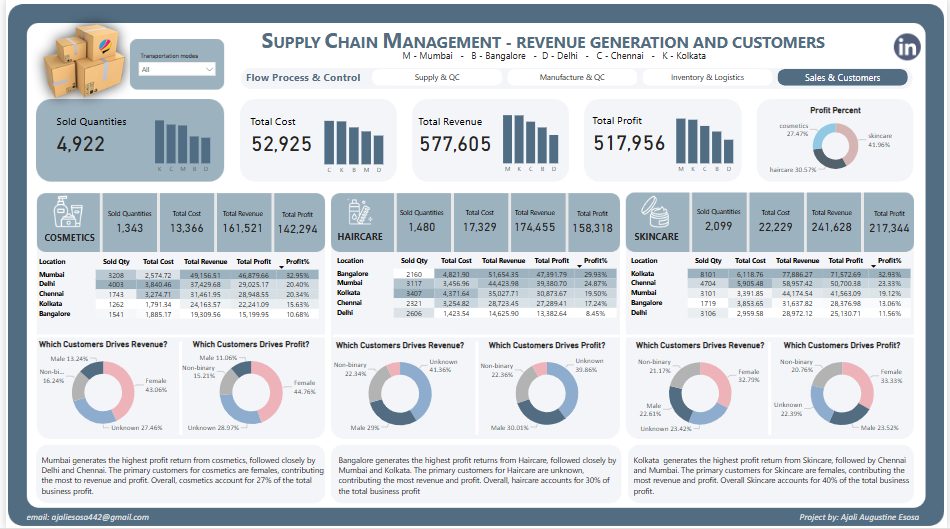 SUPPLY CHAIN MANAGEMENT - REVENUE GENERATION AND CUSTOMERS
M - Mumbai - B - Bangalore - D - Delhi - C - Chennai - K - Kolkata
in
Transportation modes
All
Flow Process & Control
Supply & QC
Manufacture & QC
Inventory & Logistics
Sales & Customers
Sold Quantities
4,922
K C M B D
Total Cost
52,925
C K B M D
Total Revenue
577,605
M K C B D
Total Profit
517,956
M K C B D
Profit Percent
cosmetics
27.47%
skincare
41.96%
haircare 30.57%
COSMETICS
Sold Quantities
1,343
Total Cost
13,366
Total Revenue
161,521
Total Profit
142,294
HAIRCARE
Sold Quantities
1,480
Total Cost
17,329
Total Revenue
174,455
Total Profit
158,318
SKINCARE
Sold Quantities
2,099
Total Cost
22,229
Total Revenue
241,628
Total Profit
217,344
Location Sold Qty Total Cost Total Revenue Total Profit Profit%
Mumbai 3208 2,574.72 49,156.51 46,879.66 32.95%
Delhi 4003 3,840.46 37,429.68 29,025.17 20.40%
Chennai 1743 3,274.71 31,461.95 28,948.55 20.34%
Kolkata 1262 1,791.34 24,163.57 22,241.09 15.63%
Bangalore 1541 1,885.17 19,309.56 15,199.95 10.68%
Location Sold Qty Total Cost Total Revenue Total Profit Profit%
Bangalore 2160 4,821.90 51,654.35 47,391.79 29.93%
Mumbai 3117 3,456.96 44,423.98 39,380.70 24.87%
Kolkata 3407 4,371.64 35,027.71 30,873.67 19.50%
Chennai 2321 3,254.82 28,723.45 27,289.41 17.24%
Delhi 2606 1,423.54 14,625.90 13,382.64 8.45%
Location Sold Qty Total Cost Total Revenue Total Profit Profit%
Kolkata 8101 6,118.76 77,886.27 71,572.69 32.93%
Chennai 4704 5,905.48 58,957.42 50,700.38 23.33%
Mumbai 3101 3,391.85 44,174.54 41,563.09 19.12%
Bangalore 1719 3,853.65 31,637.82 28,376.98 13.06%
Delhi 3106 2,959.58 28,972.12 25,130.71 11.56%
Which Customers Drives Revenue?
Male 13.24%
Non-bi...
16.24%
Female
43.06%
Unknown 27.46%
Which Customers Drives Profit?
Male 11.06%
Non-binary
15.21%
Female
44.76%
Unknown 28.97%
Which Customers Drives Revenue?
Non-binary
22.34%
Unknown
41.36%
Male 29%
Which Customers Drives Profit?
Non-binary
22.36%
Unknown
39.86%
Male 30.01%
Which Customers Drives Revenue?
Non-binary
21.17%
Female
32.79%
Male
22.61%
Unknown 23.42%
Which Customers Drives Profit?
Non-binary
20.76%
Female
33.33%
Unknown
22.39%
Male 23.52%
Mumbai generates the highest profit return from cosmetics, followed closely by
Delhi and Chennai. The primary customers for cosmetics are females, contributing
the most to revenue and profit. Overall, cosmetics account for 27% of the total
business profit.
Bangalore generates the highest profit returns from Haircare, followed closely by
Mumbai and Kolkata. The primary customers for Haircare are unknown,
contributing the most revenue and profit. Overall, haircare accounts for 30% of
the total business profit
Kolkata generates the highest profit return from Skincare, followed by Chennai
and Mumbai. The primary customers for Skincare are females, contributing the
most revenue and profit. Overall Skincare accounts for 40% of the total business
profit.
email: ajaliesosa442@gmail.com
Project by: Ajali Augustine Esosa